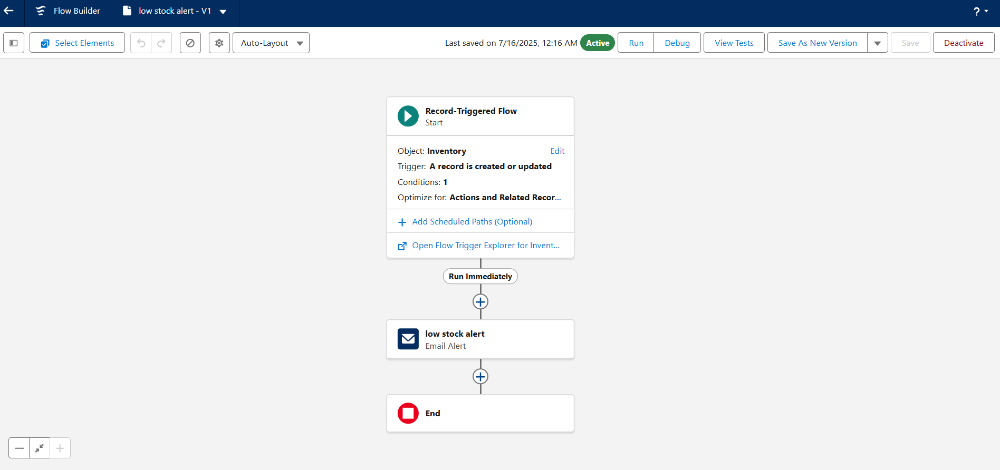 Flow Builder
low stock alert - V1
?
Select Elements
Auto-Layout
Last saved on 7/16/2025, 12:16 AM
Active
Run
Debug
View Tests
Save As New Version
Save
Deactivate
Record-Triggered Flow
Start
Object: Inventory
Edit
Trigger: A record is created or updated
Conditions: 1
Optimize for: Actions and Related Recor...
Add Scheduled Paths (Optional)
Open Flow Trigger Explorer for Invent...
Run Immediately
low stock alert
Email Alert
End